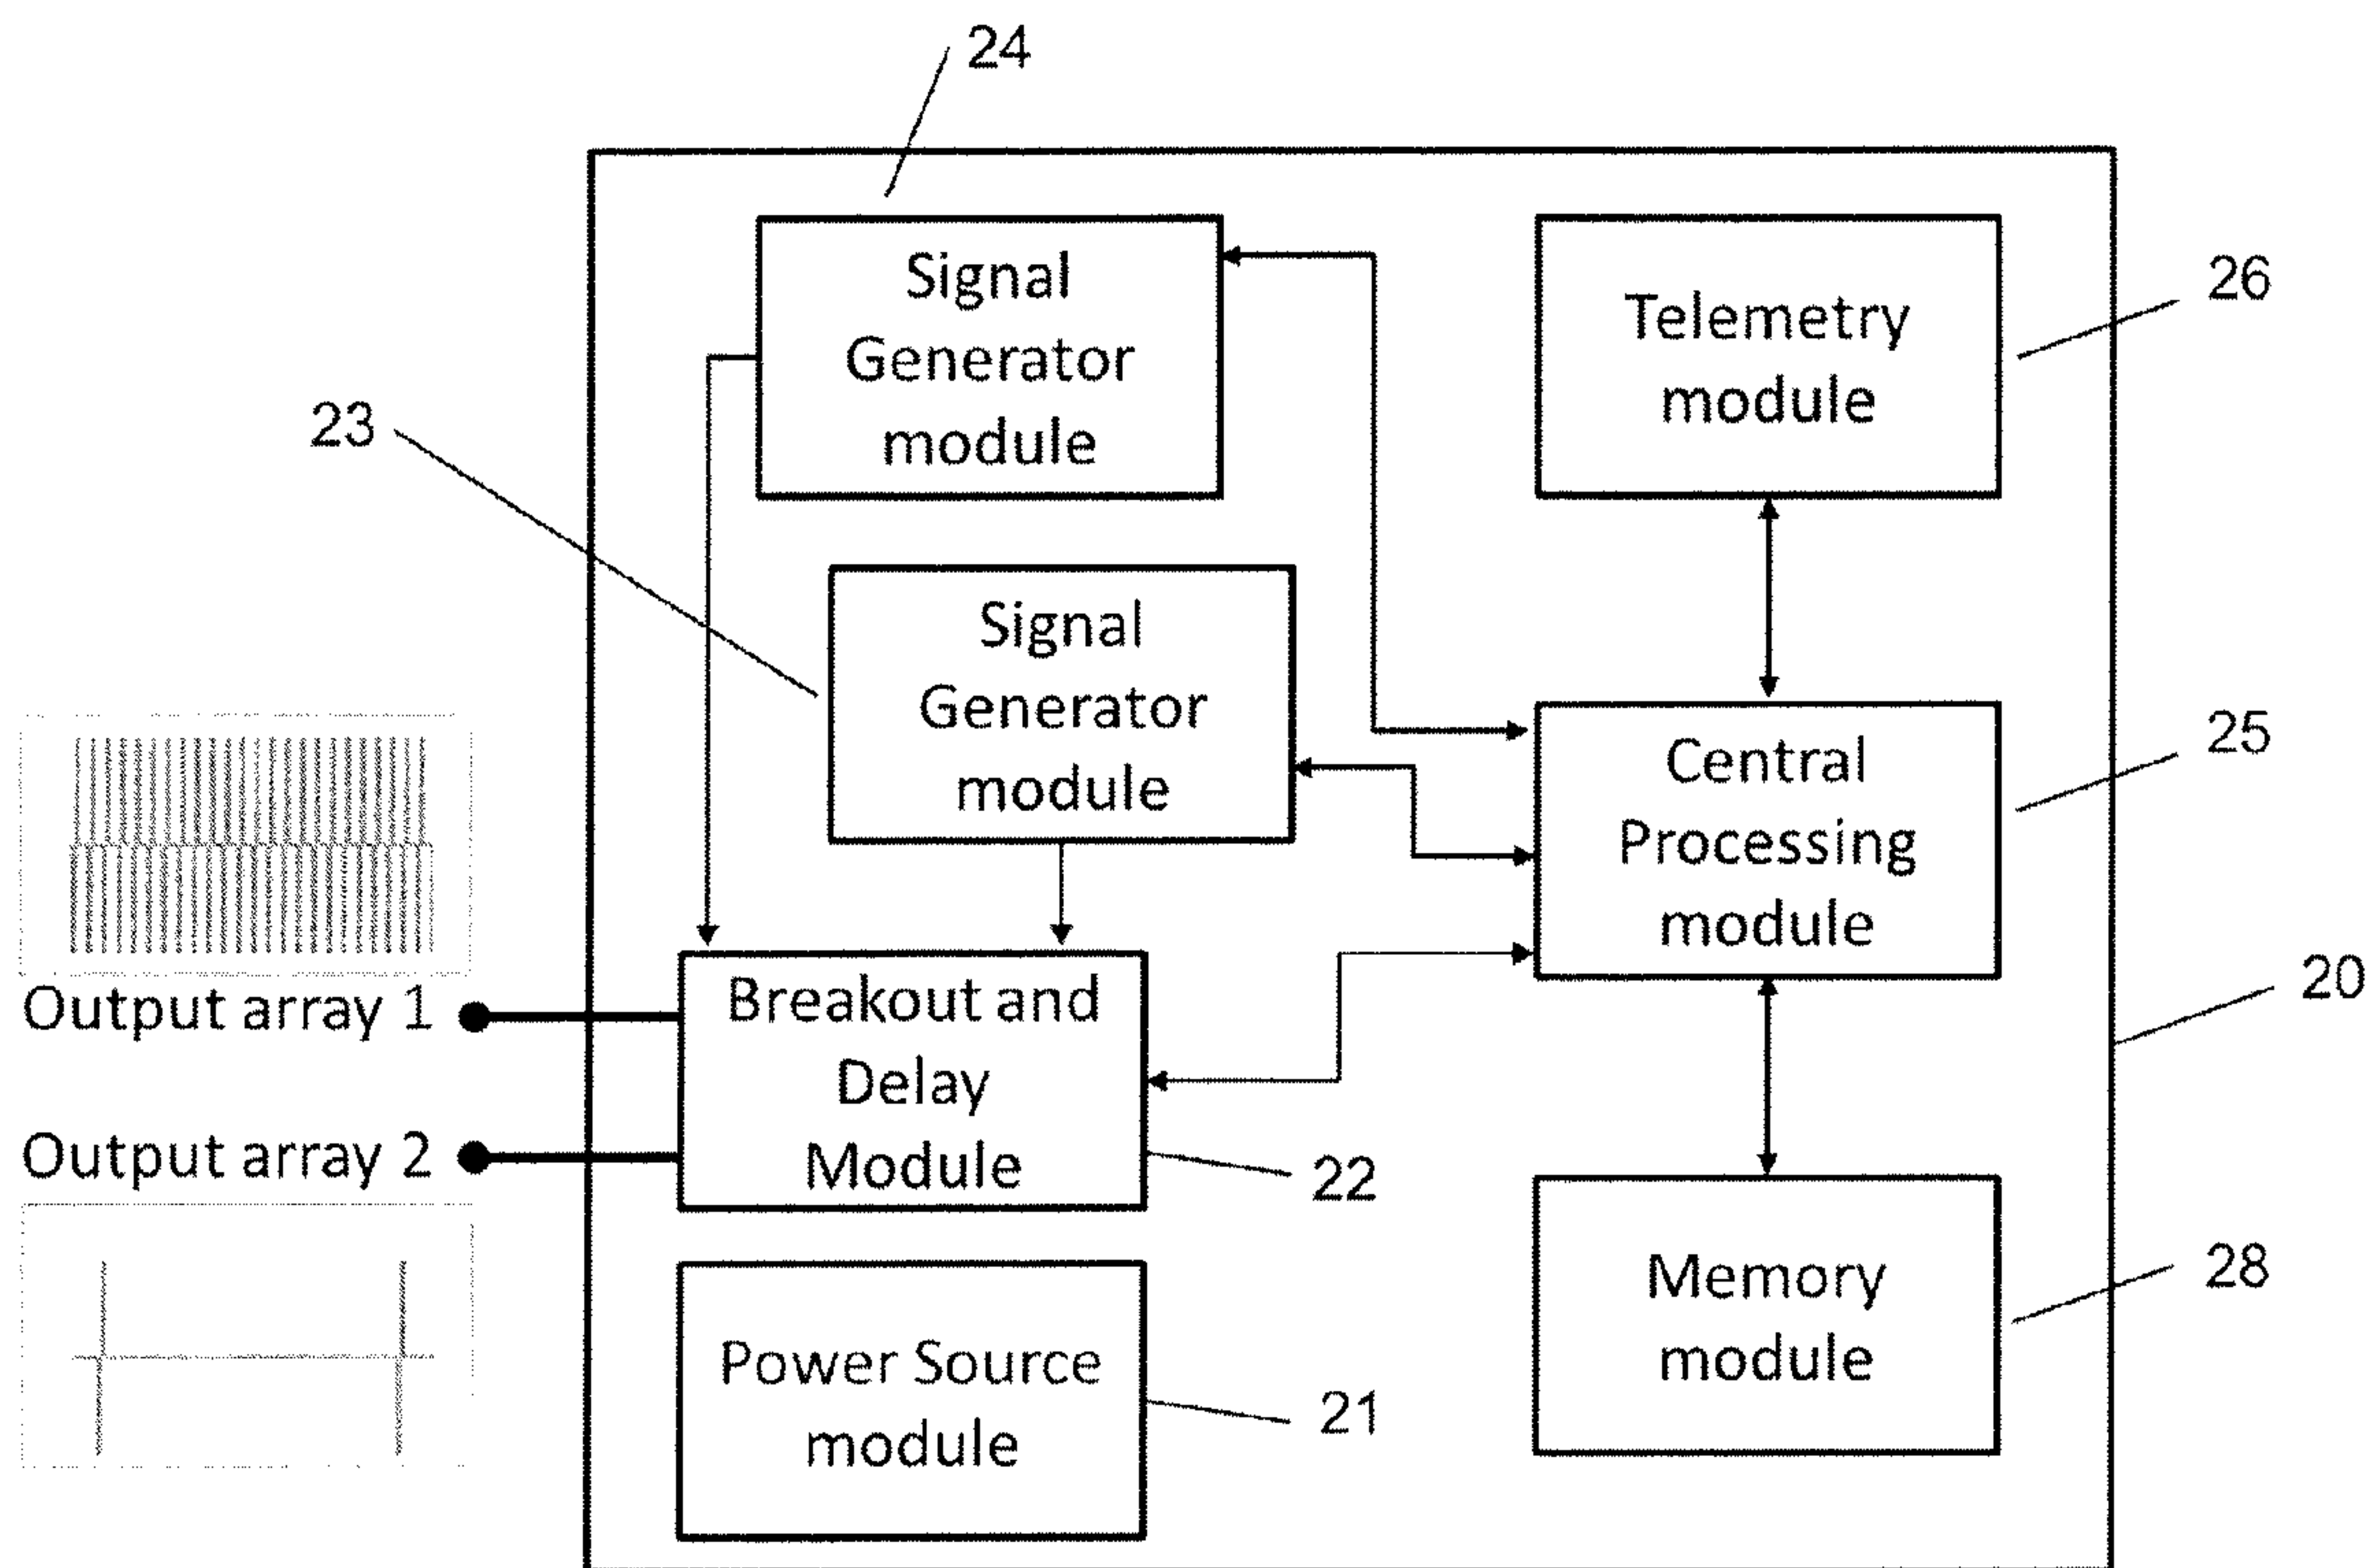 24
Signal
Generator
module
Telemetry
module
26
23
Signal
Generator
module
Central
Processing
module
25
Output array 1
Breakout and
Delay
Module
20
Output array 2
22
Power Source
module
21
Memory
module
28